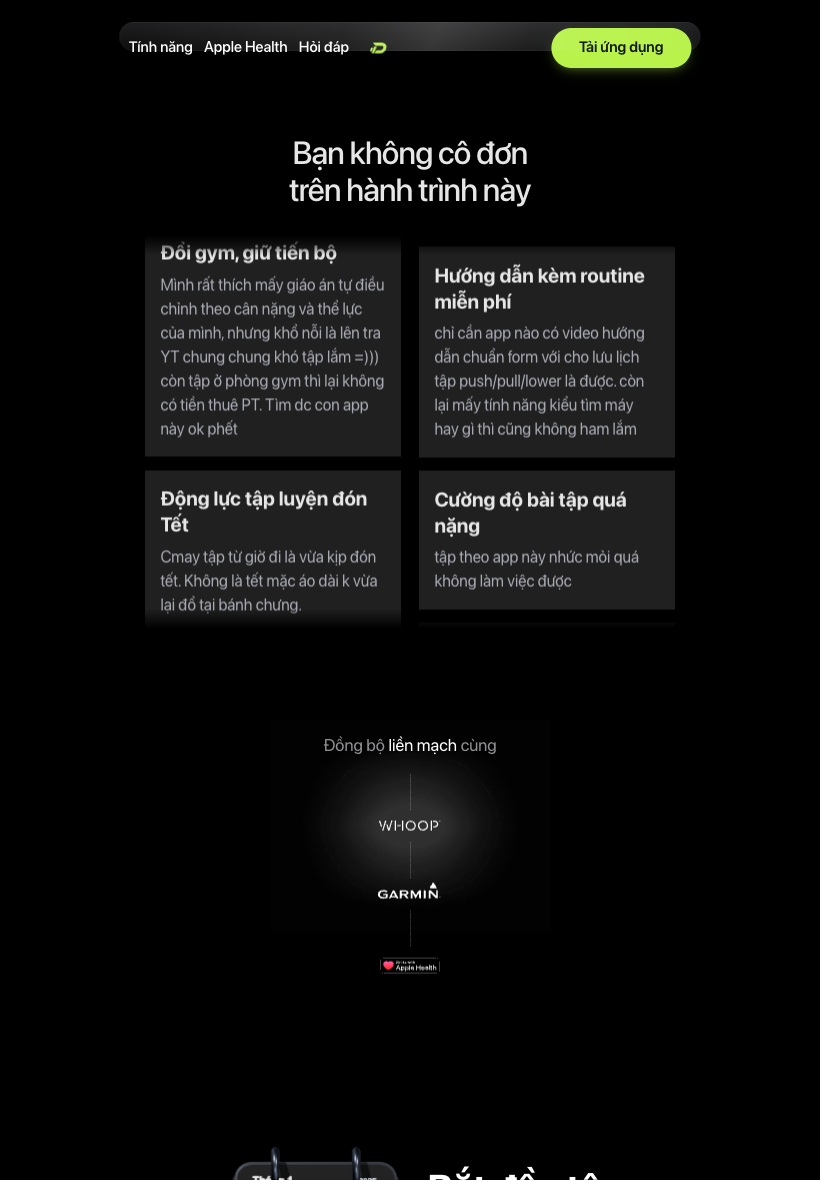 Tính năng Apple Health Hỏi đáp
Tải ứng dụng
Bạn không cô đơn
trên hành trình này
Đổi gym, giữ tiến bộ
Mình rất thích mấy giáo án tự điều
chỉnh theo cân nặng và thể lực
của mình, nhưng khổ nỗi là lên tra
YT chung chung khó tập lắm =)))
còn tập ở phòng gym thì lại không
có tiền thuê PT. Tìm dc con app
này ok phết
Hướng dẫn kèm routine
miễn phí
chỉ cần app nào có video hướng
dẫn chuẩn form với cho lưu lịch
tập push/pull/lower là được. còn
lại mấy tính năng kiểu tìm máy
hay gì thì cũng không ham lắm
Động lực tập luyện đón
Tết
Cmay tập từ giờ đi là vừa kịp đón
tết. Không là tết mặc áo dài k vừa
lại đổ tại bánh chưng.
Cường độ bài tập quá
nặng
tập theo app này nhức mỏi quá
không làm việc được
Đồng bộ liền mạch cùng
WHOOP
GARMIN
Apple Health